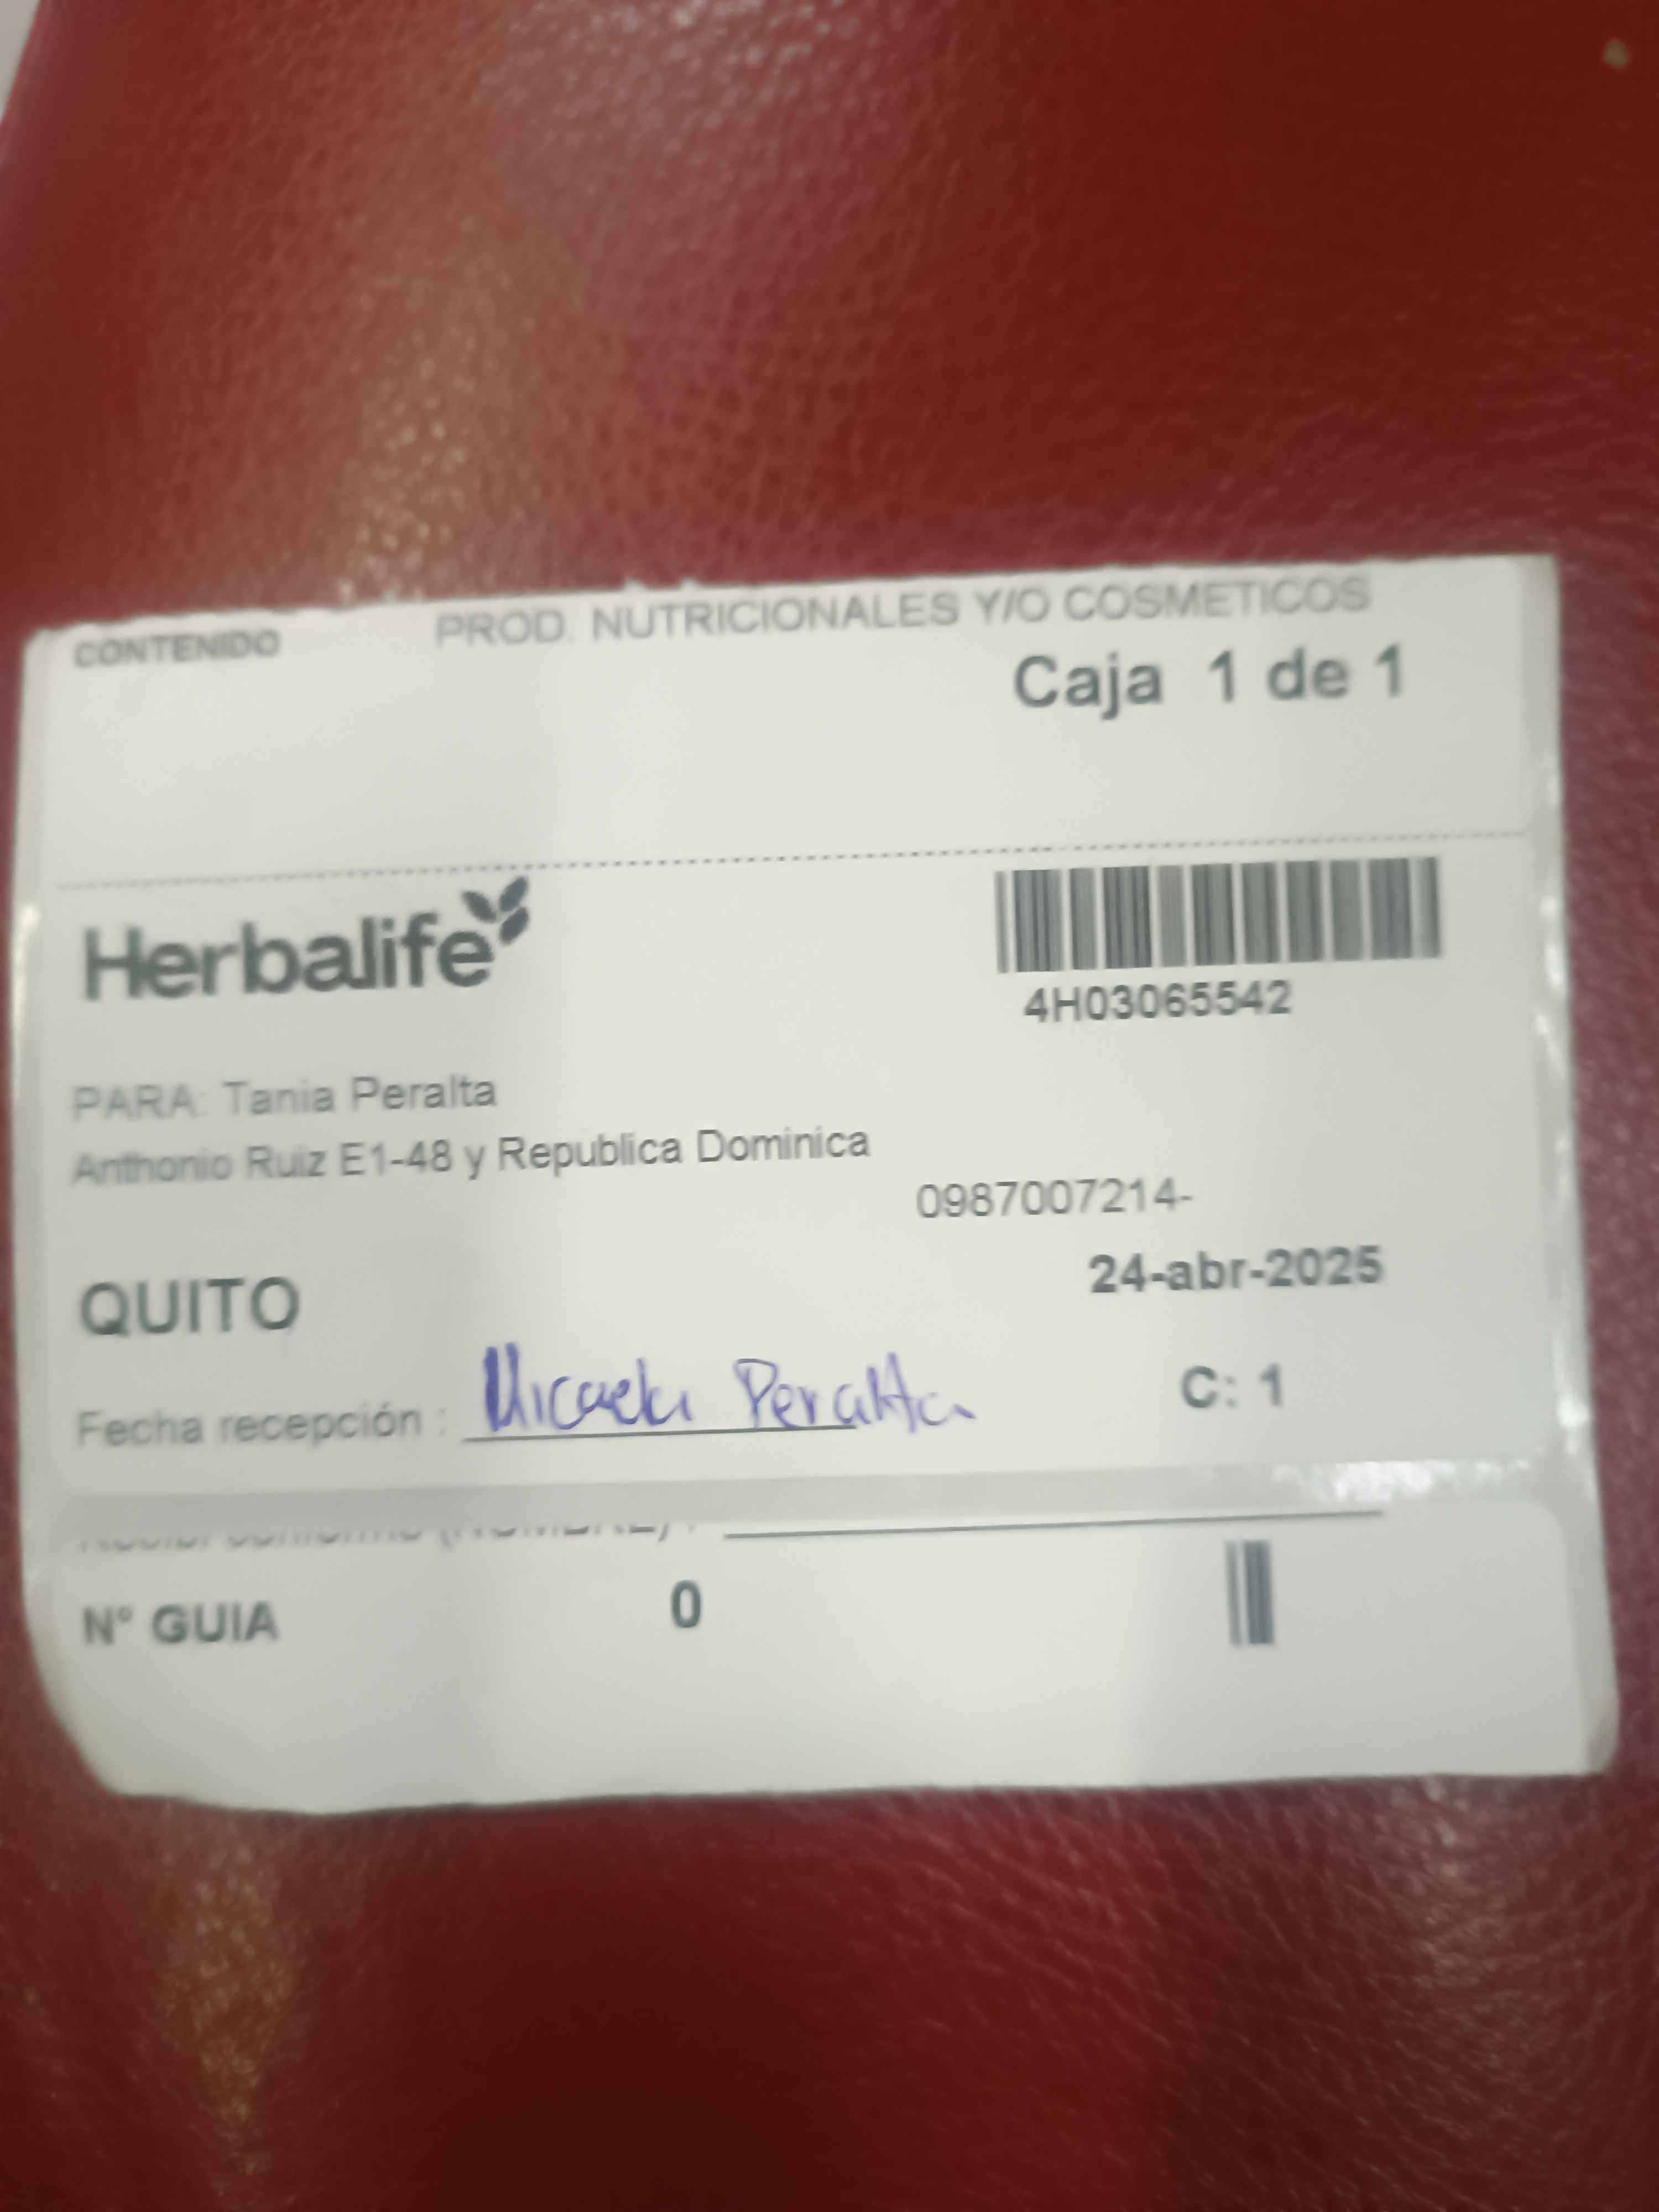 CONTENIDO PROD. NUTRICIONALES Y/O COSMETICOS
Caja 1 de 1
Herbalife
4H03065542
PARA: Tania Peralta
Anthonio Ruiz E1-48 y Republica Dominica
0987007214-
QUITO
24-abr-2025
Fecha recepción : Micaela Peralta
C: 1
N° GUIA 0